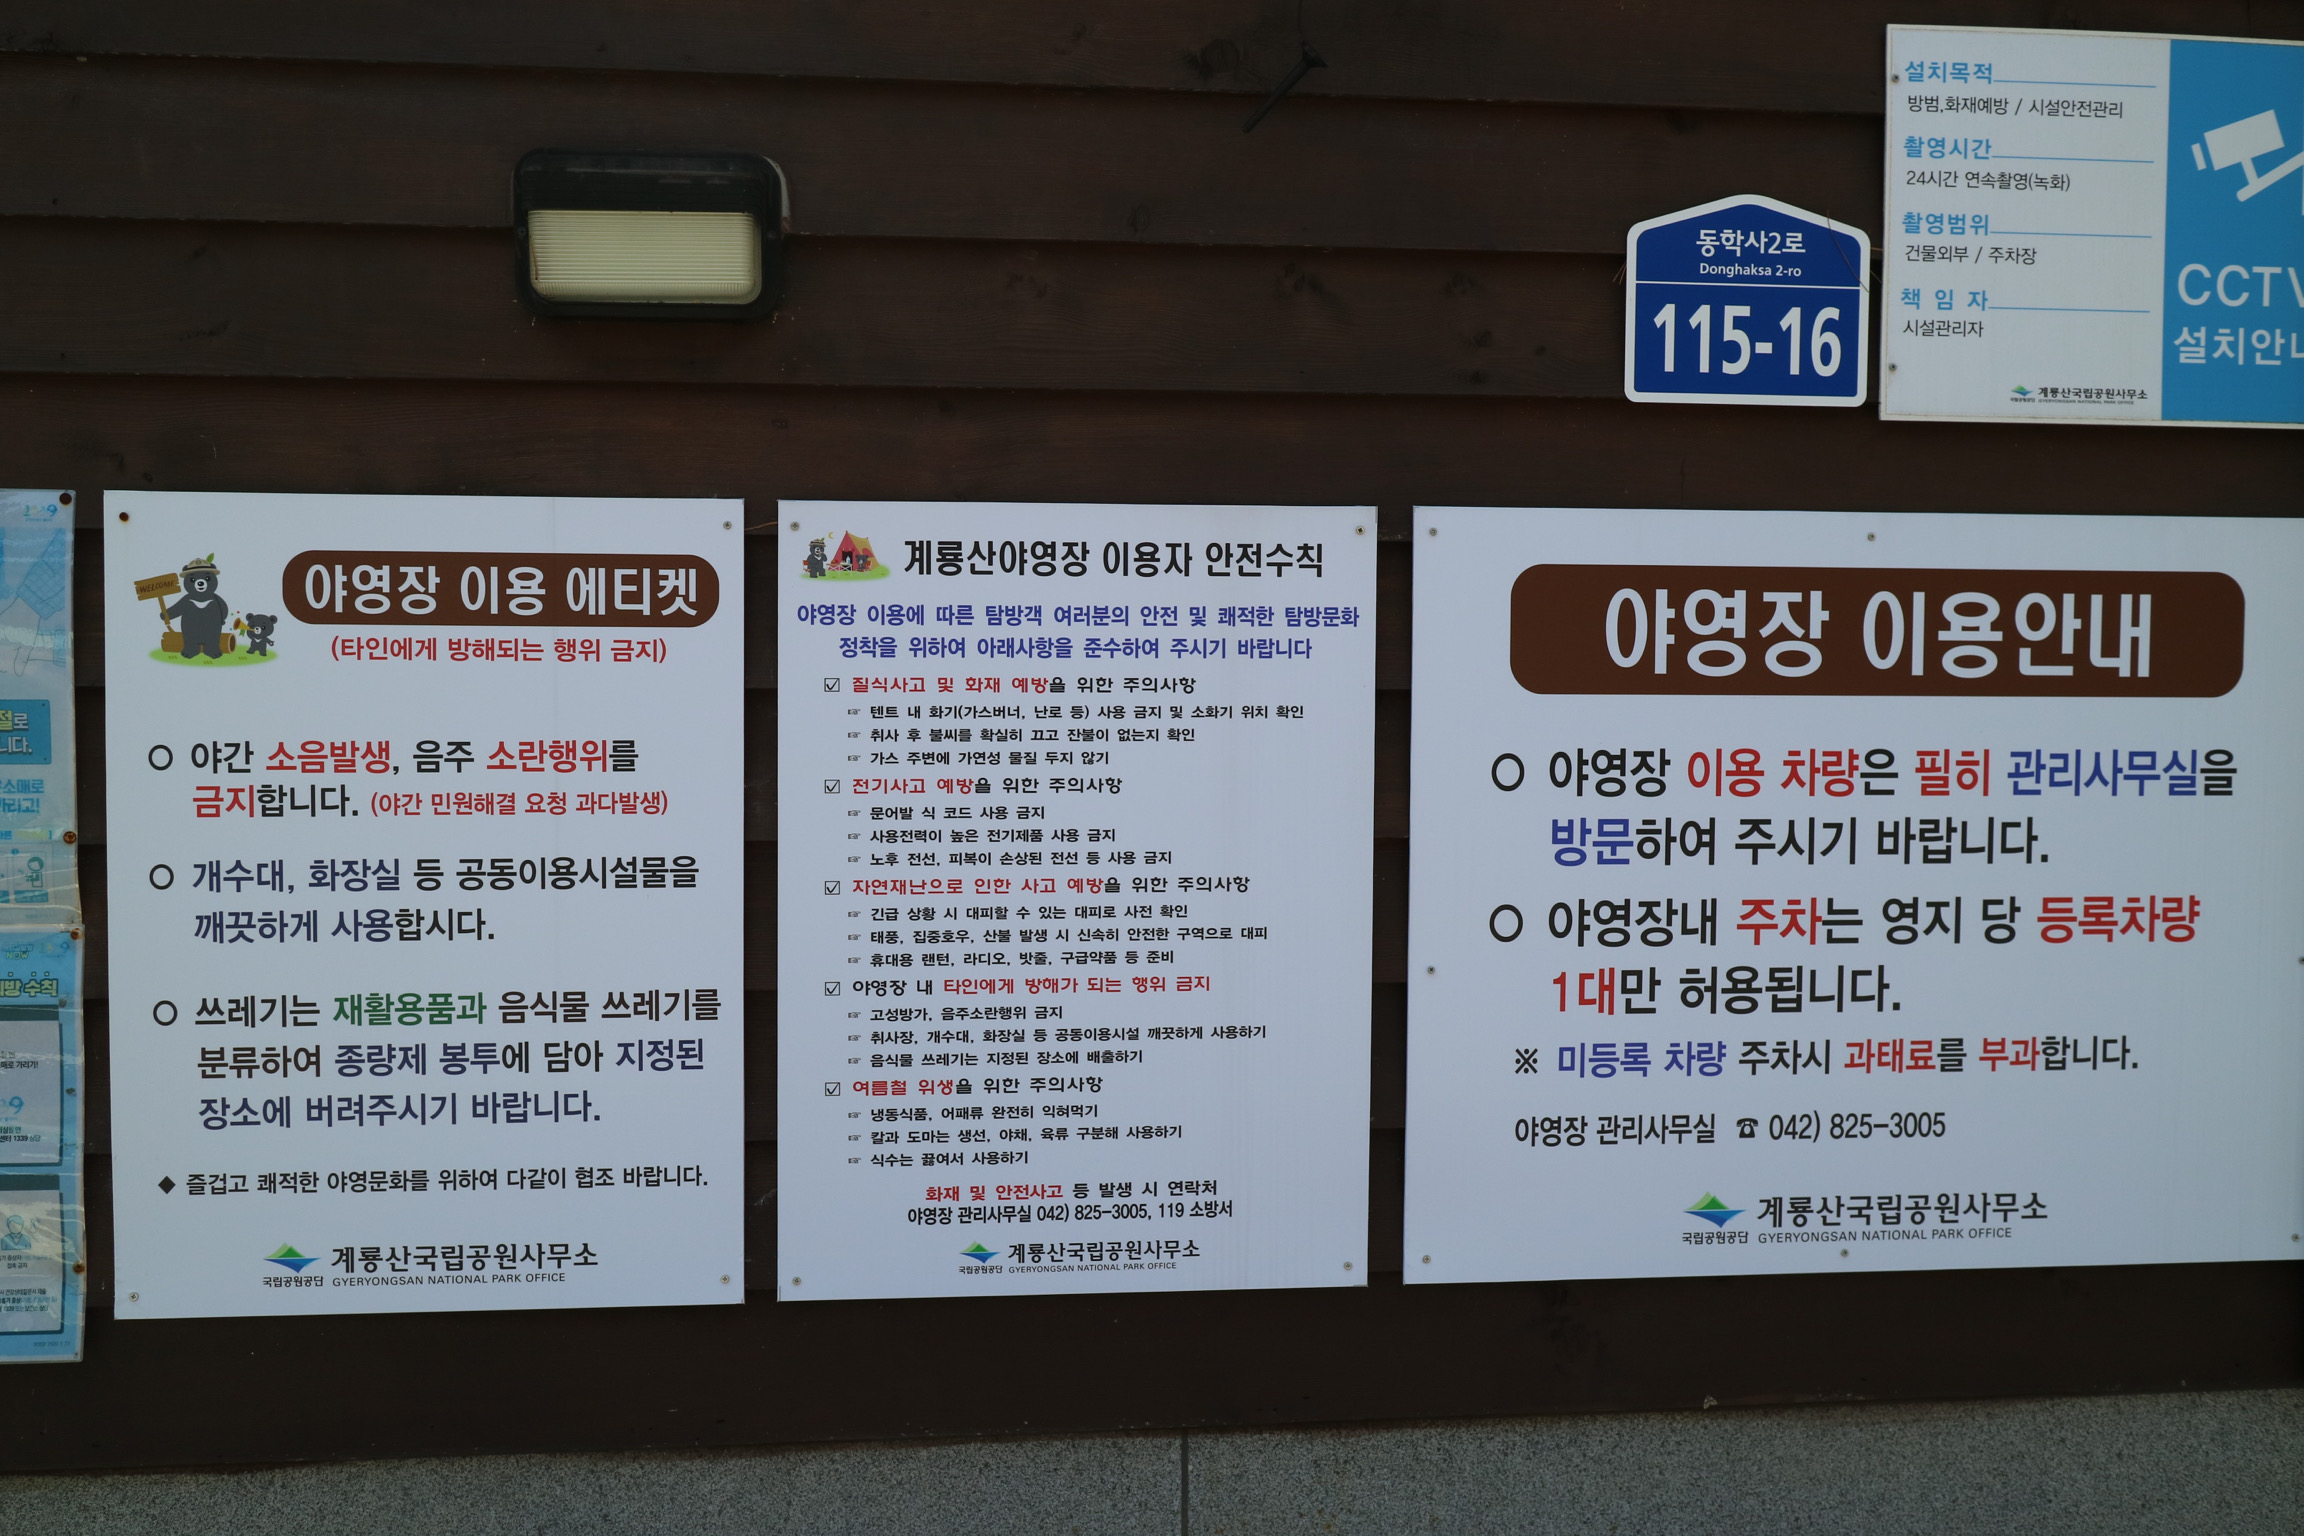 설치목적
방범,화재예방 / 시설안전관리
촬영시간
24시간 연속촬영(녹화)
촬영범위
건물외부 / 주차장
책 임 자
시설관리자
국립공원공단 계룡산국립공원사무소
GYERYONGSAN NATIONAL PARK OFFICE
CCTV
동학사2로
Donghaksa 2-ro
115-16
WELCOME
야영장 이용 에티켓
(타인에게 방해되는 행위 금지)
○ 야간 소음발생, 음주 소란행위를
금지합니다. (야간 민원해결 요청 과다발생)
○ 개수대, 화장실 등 공동이용시설물을
깨끗하게 사용합시다.
○ 쓰레기는 재활용품과 음식물 쓰레기를
분류하여 종량제 봉투에 담아 지정된
장소에 버려주시기 바랍니다.
◆ 즐겁고 쾌적한 야영문화를 위하여 다같이 협조 바랍니다.
국립공원공단 계룡산국립공원사무소
GYERYONGSAN NATIONAL PARK OFFICE
계룡산야영장 이용자 안전수칙
야영장 이용에 따른 탐방객 여러분의 안전 및 쾌적한 탐방문화
정착을 위하여 아래사항을 준수하여 주시기 바랍니다
☑ 질식사고 및 화재 예방을 위한 주의사항
☞ 텐트 내 화기(가스버너, 난로 등) 사용 금지 및 소화기 위치 확인
☞ 취사 후 불씨를 확실히 끄고 잔불이 없는지 확인
☞ 가스 주변에 가연성 물질 두지 않기
☑ 전기사고 예방을 위한 주의사항
☞ 문어발 식 코드 사용 금지
☞ 사용전력이 높은 전기제품 사용 금지
☞ 노후 전선, 피복이 손상된 전선 등 사용 금지
☑ 자연재난으로 인한 사고 예방을 위한 주의사항
☞ 긴급 상황 시 대피할 수 있는 대피로 사전 확인
☞ 태풍, 집중호우, 산불 발생 시 신속히 안전한 구역으로 대피
☞ 휴대용 랜턴, 라디오, 밧줄, 구급약품 등 준비
☑ 야영장 내 타인에게 방해가 되는 행위 금지
☞ 고성방가, 음주소란행위 금지
☞ 취사장, 개수대, 화장실 등 공동이용시설 깨끗하게 사용하기
☞ 음식물 쓰레기는 지정된 장소에 배출하기
☑ 여름철 위생을 위한 주의사항
☞ 냉동식품, 어패류 완전히 익혀먹기
☞ 칼과 도마는 생선, 야채, 육류 구분해 사용하기
☞ 식수는 끓여서 사용하기
화재 및 안전사고 등 발생 시 연락처
야영장 관리사무실 042) 825-3005, 119 소방서
국립공원공단 계룡산국립공원사무소
GYERYONGSAN NATIONAL PARK OFFICE
야영장 이용안내
○ 야영장 이용 차량은 필히 관리사무실을
방문하여 주시기 바랍니다.
○ 야영장내 주차는 영지 당 등록차량
1대만 허용됩니다.
※ 미등록 차량 주차시 과태료를 부과합니다.
야영장 관리사무실 ☎ 042) 825-3005
국립공원공단 계룡산국립공원사무소
GYERYONGSAN NATIONAL PARK OFFICE